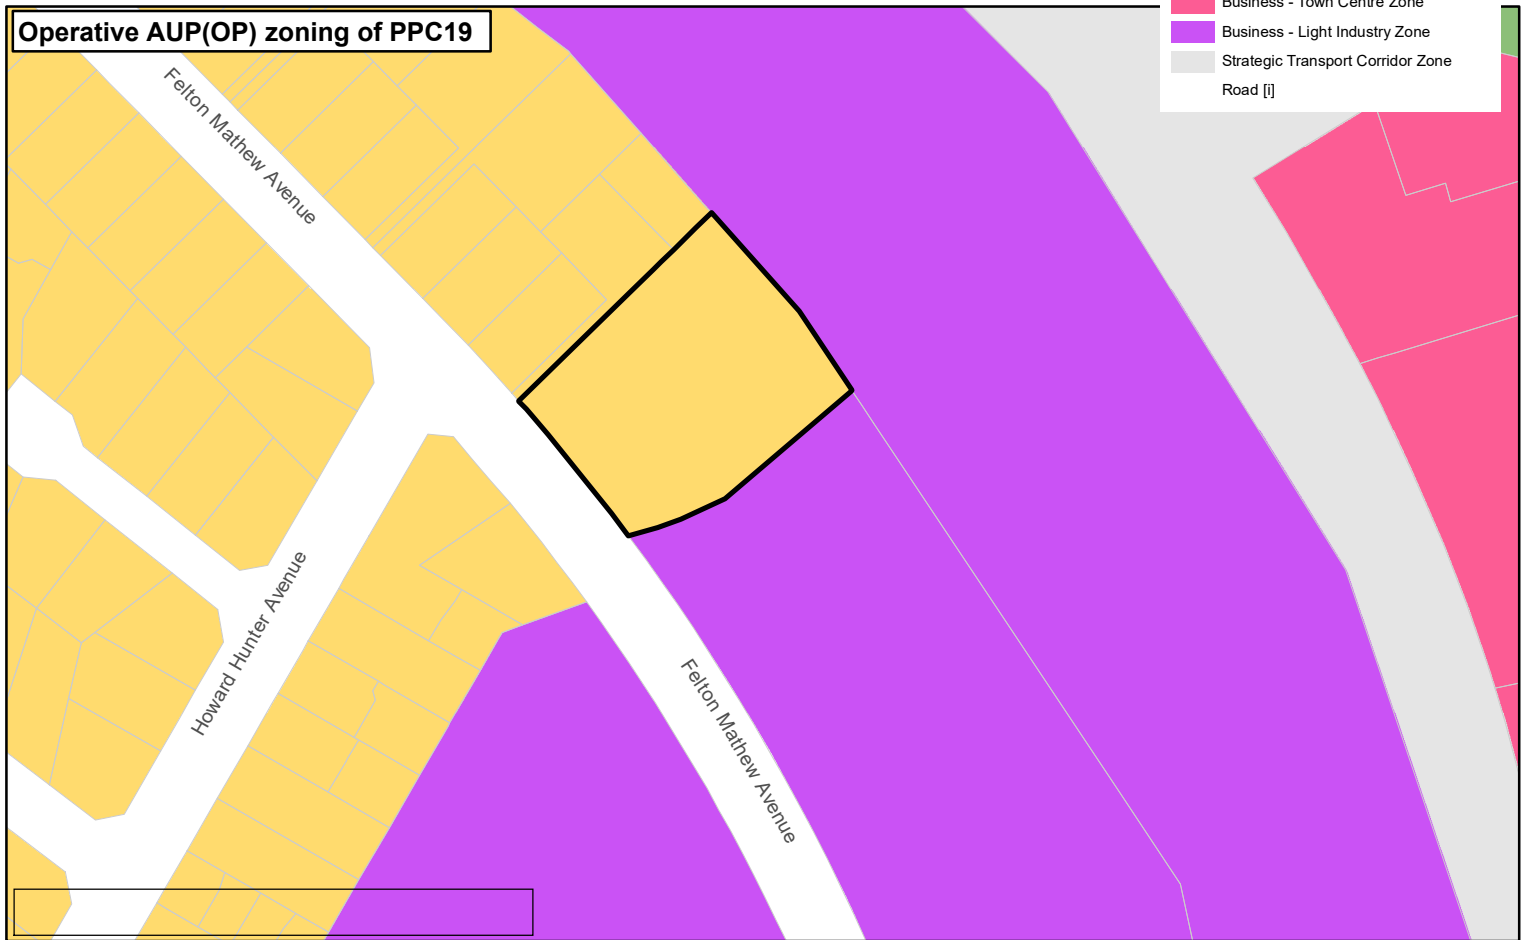 Operative AUP(OP) zoning of PPC19
Business - Town Centre Zone
Business - Light Industry Zone
Strategic Transport Corridor Zone
Road [i]
Felton Mathew Avenue
Howard Hunter Avenue
Felton Mathew Avenue